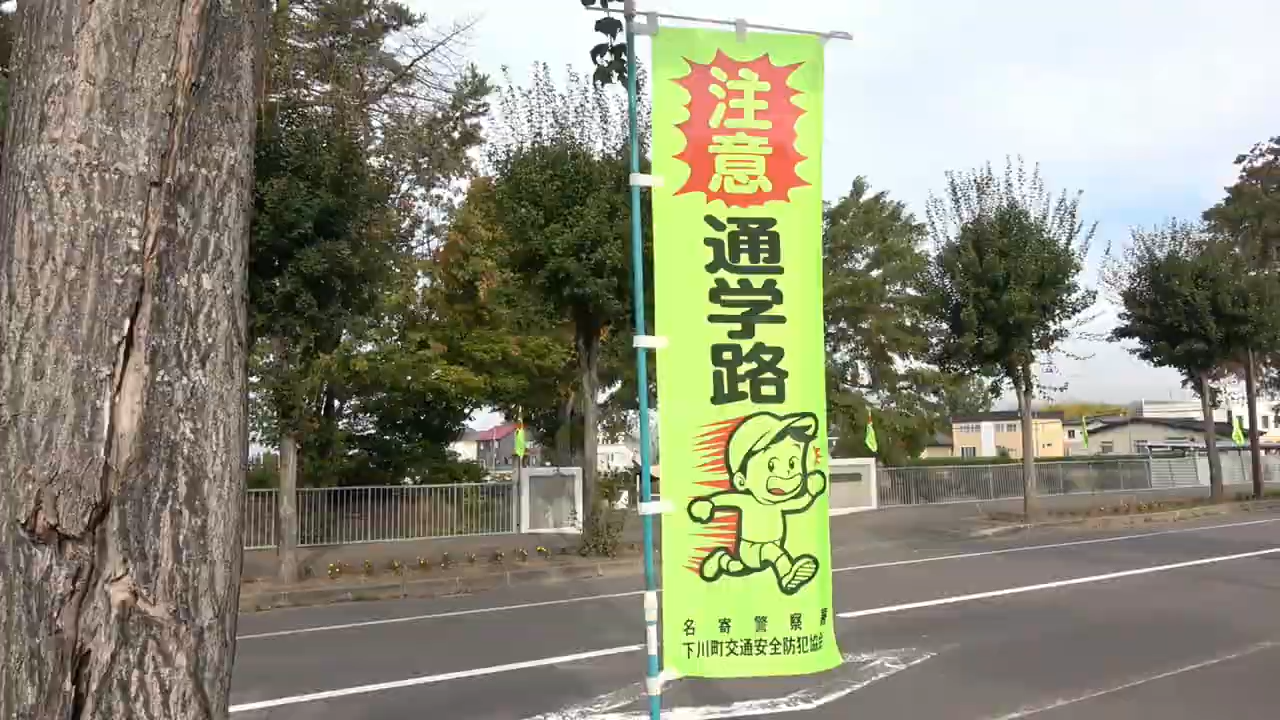 注意
通学路
名寄警察署
下川町交通安全防犯協会